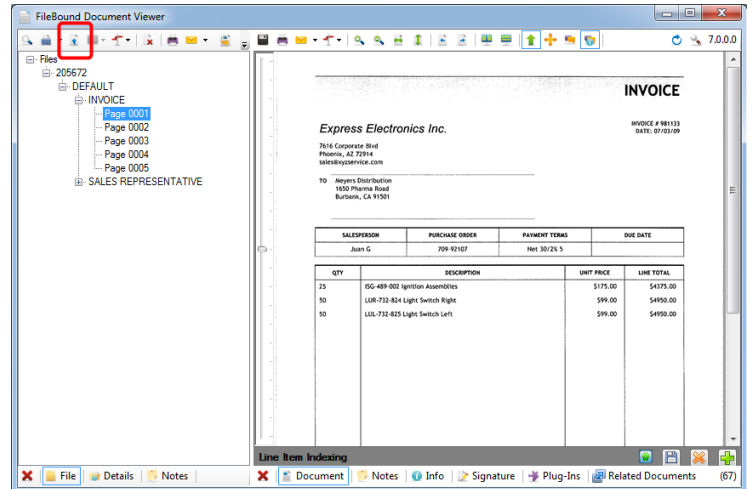 FileBound Document Viewer
7.0.0.0
Files
205672
DEFAULT
INVOICE
Page 0001
Page 0002
Page 0003
Page 0004
Page 0005
SALES REPRESENTATIVE
INVOICE
Express Electronics Inc.
INVOICE # 981133
DATE: 07/03/09
7616 Corporate Blvd
Phoenix, AZ 72914
sales@xyzservice.com
TO Meyers Distribution
1650 Pharma Road
Burbank, CA 91501
SALESPERSON PURCHASE ORDER PAYMENT TERMS DUE DATE
Juan G 709-92107 Net 30/2% 5
QTY DESCRIPTION UNIT PRICE LINE TOTAL
25 ISG-489-002 Ignition Assemblies $175.00 $4375.00
50 LUR-732-824 Light Switch Right $99.00 $4950.00
50 LUL-732-825 Light Switch Left $99.00 $4950.00
Line Item Indexing
File Details Notes
Document Notes Info Signature Plug-Ins Related Documents (67)